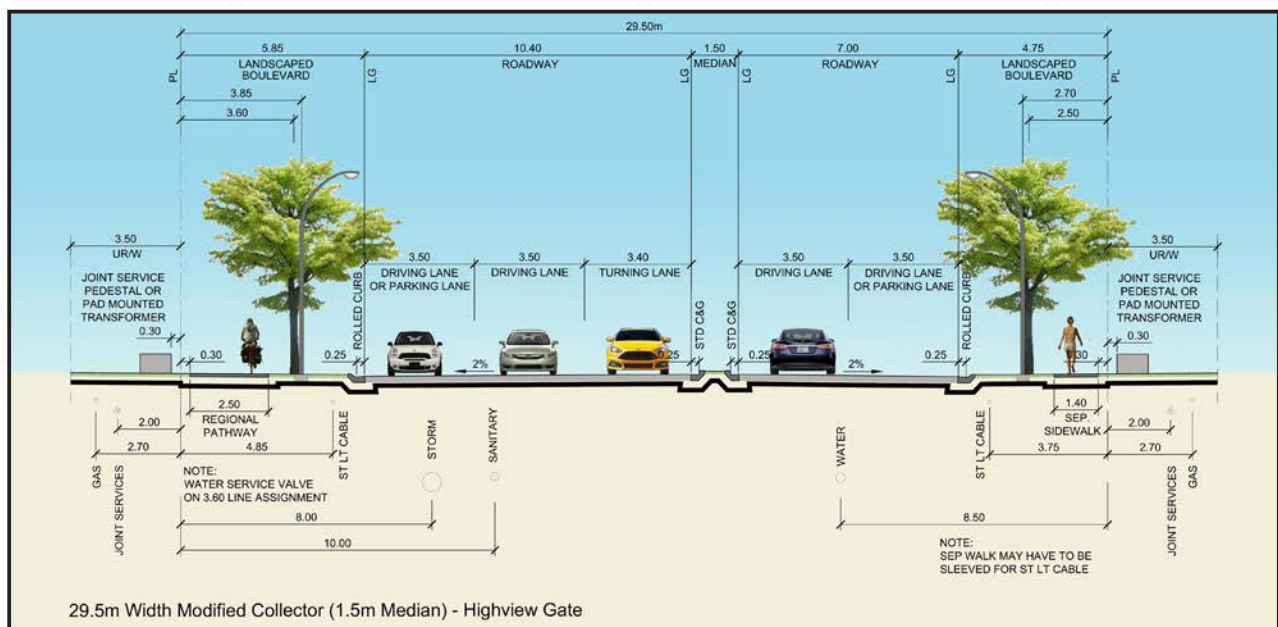 29.50m
5.85
10.40
1.50
7.00
4.75
LANDSCAPED
BOULEVARD
ROADWAY
MEDIAN
ROADWAY
LANDSCAPED
BOULEVARD
PL
LG
LG
LG
LG
PL
3.85
2.70
3.60
2.50
3.50
UR/W
3.50
UR/W
JOINT SERVICE
PEDESTAL OR
PAD MOUNTED
TRANSFORMER
3.50
DRIVING LANE
OR PARKING LANE
3.50
DRIVING LANE
3.40
TURNING LANE
3.50
DRIVING LANE
3.50
DRIVING LANE
OR PARKING LANE
JOINT SERVICE
PEDESTAL OR
PAD MOUNTED
TRANSFORMER
ROLLED CURB
STD C&G
STD C&G
ROLLED CURB
0.30
0.30
0.30
0.25
2%
0.25
0.25
2%
0.25
.30
2.50
REGIONAL
PATHWAY
1.40
SEP.
SIDEWALK
2.00
2.00
2.70
4.85
3.75
2.70
GAS
JOINT SERVICES
ST LT CABLE
STORM
SANITARY
WATER
ST LT CABLE
JOINT SERVICES
GAS
NOTE:
WATER SERVICE VALVE
ON 3.60 LINE ASSIGNMENT
8.00
10.00
8.50
NOTE:
SEP WALK MAY HAVE TO BE
SLEEVED FOR ST LT CABLE
29.5m Width Modified Collector (1.5m Median) - Highview Gate